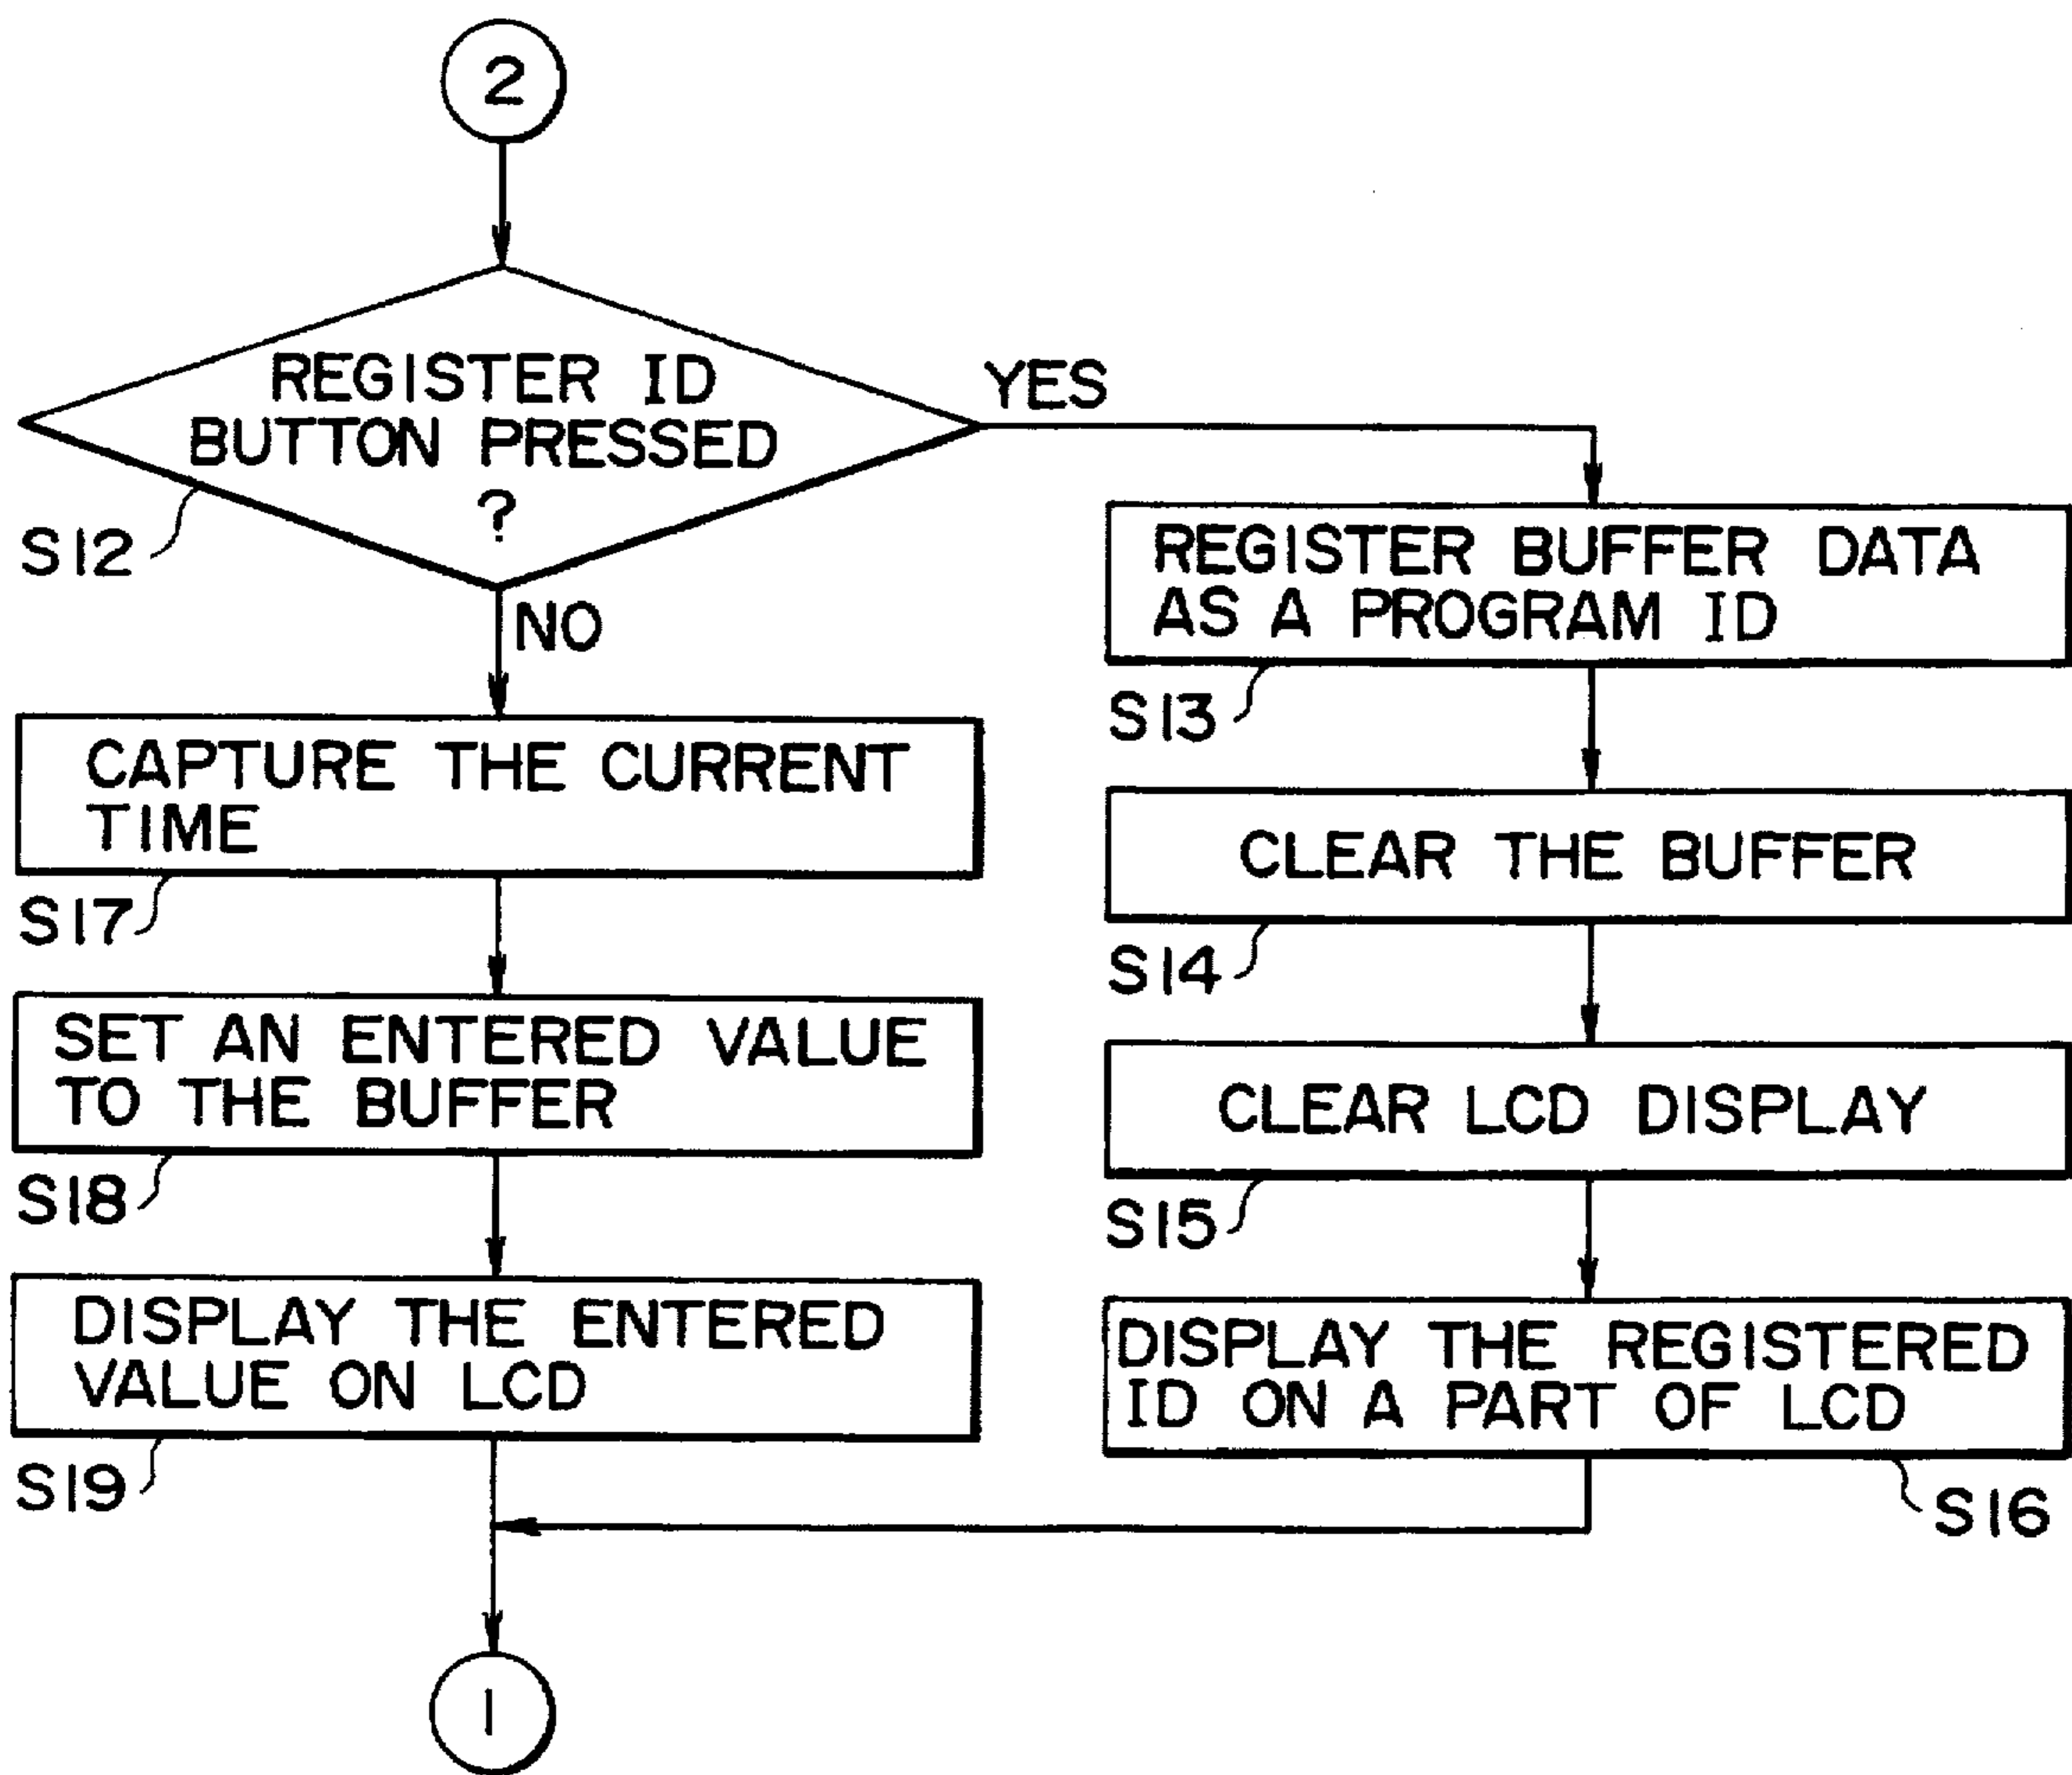 2
REGISTER ID
BUTTON PRESSED
?
YES
S12
NO
REGISTER BUFFER DATA
AS A PROGRAM ID
S13
CAPTURE THE CURRENT
TIME
S17
CLEAR THE BUFFER
S14
SET AN ENTERED VALUE
TO THE BUFFER
S18
CLEAR LCD DISPLAY
S15
DISPLAY THE ENTERED
VALUE ON LCD
S19
DISPLAY THE REGISTERED
ID ON A PART OF LCD
S16
1